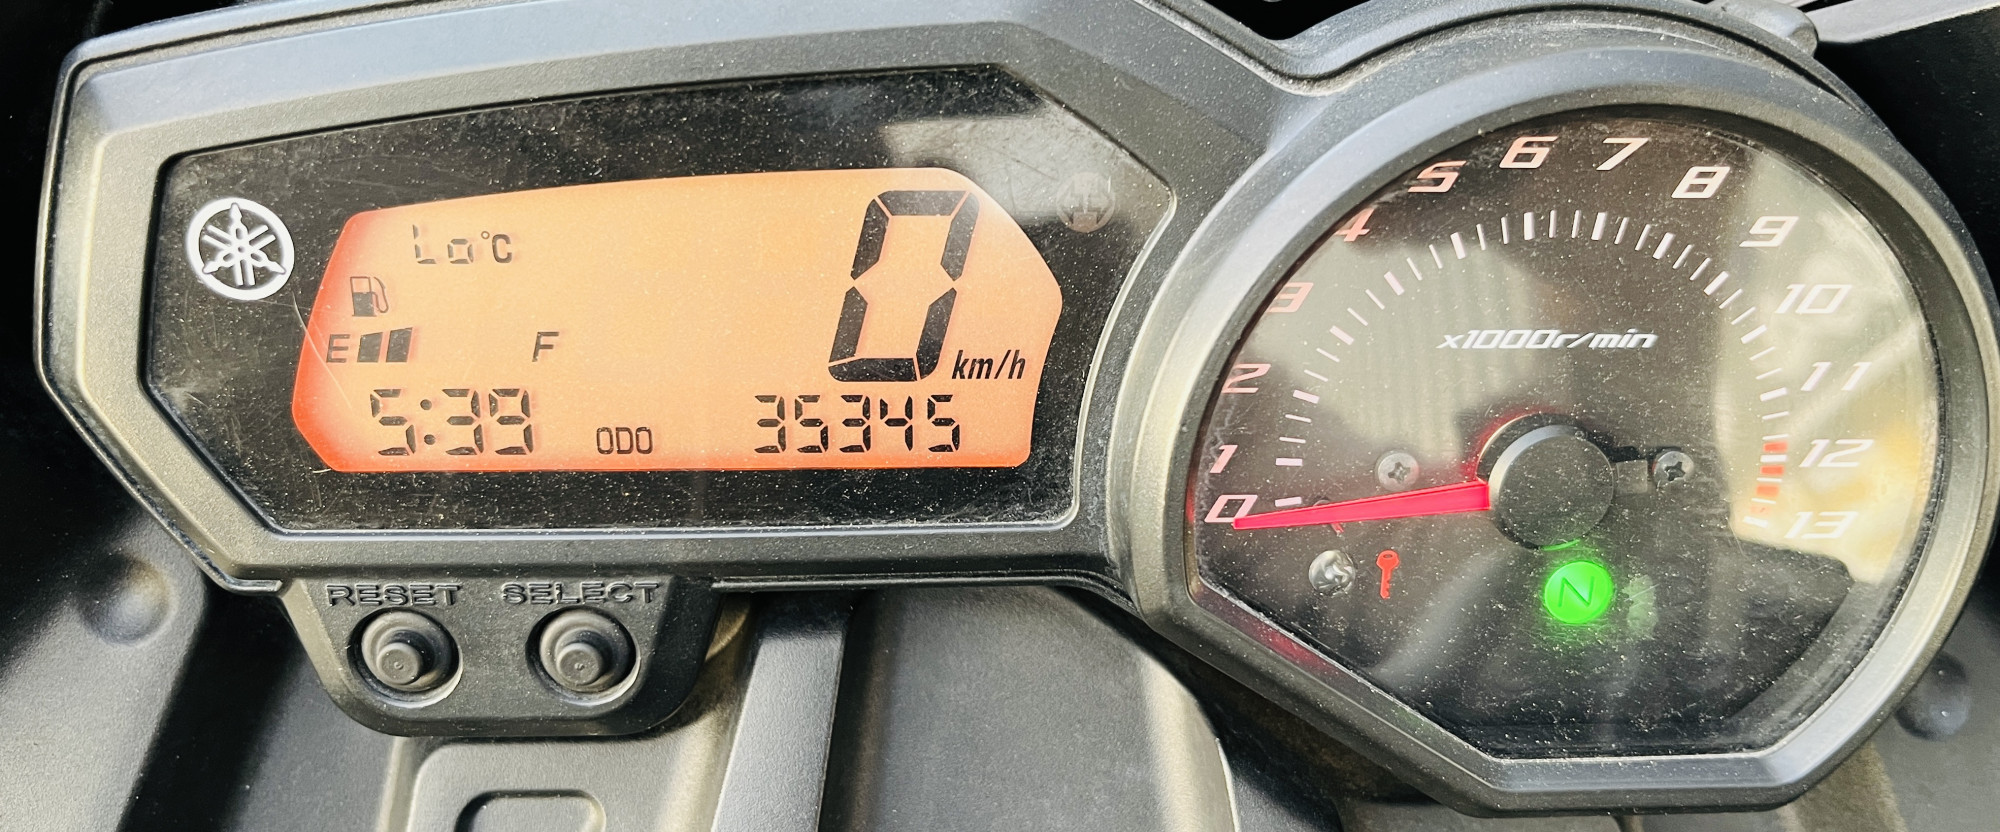 Lo°C
0 km/h
E F
5:39 ODO 35345
RESET SELECT
0 1 2 3 4 5 6 7 8 9 10 11 12 13
x1000r/min
N